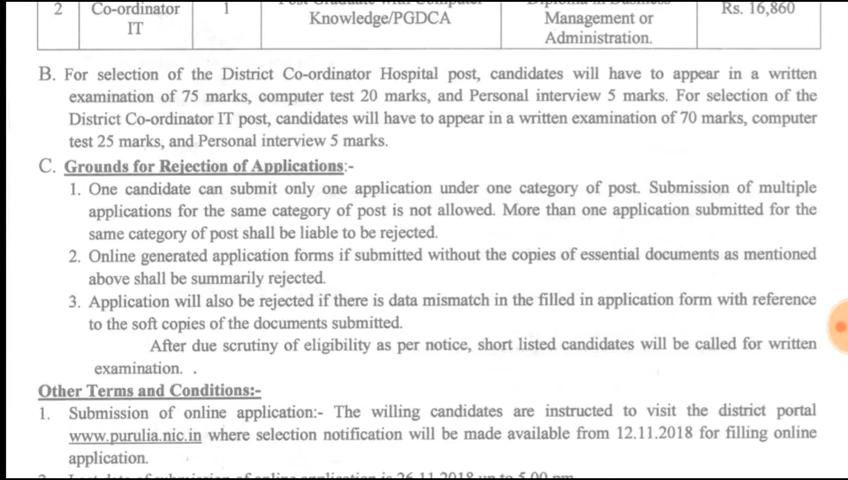 2 Co-ordinator 1 Knowledge/PGDCA Management or Rs. 16,860
IT Administration.
B. For selection of the District Co-ordinator Hospital post, candidates will have to appear in a written
examination of 75 marks, computer test 20 marks, and Personal interview 5 marks. For selection of the
District Co-ordinator IT post, candidates will have to appear in a written examination of 70 marks, computer
test 25 marks, and Personal interview 5 marks.
C. Grounds for Rejection of Applications:-
1. One candidate can submit only one application under one category of post. Submission of multiple
applications for the same category of post is not allowed. More than one application submitted for the
same category of post shall be liable to be rejected.
2. Online generated application forms if submitted without the copies of essential documents as mentioned
above shall be summarily rejected.
3. Application will also be rejected if there is data mismatch in the filled in application form with reference
to the soft copies of the documents submitted.
After due scrutiny of eligibility as per notice, short listed candidates will be called for written
examination. .
Other Terms and Conditions:-
1. Submission of online application:- The willing candidates are instructed to visit the district portal
www.purulia.nic.in where selection notification will be made available from 12.11.2018 for filling online
application.